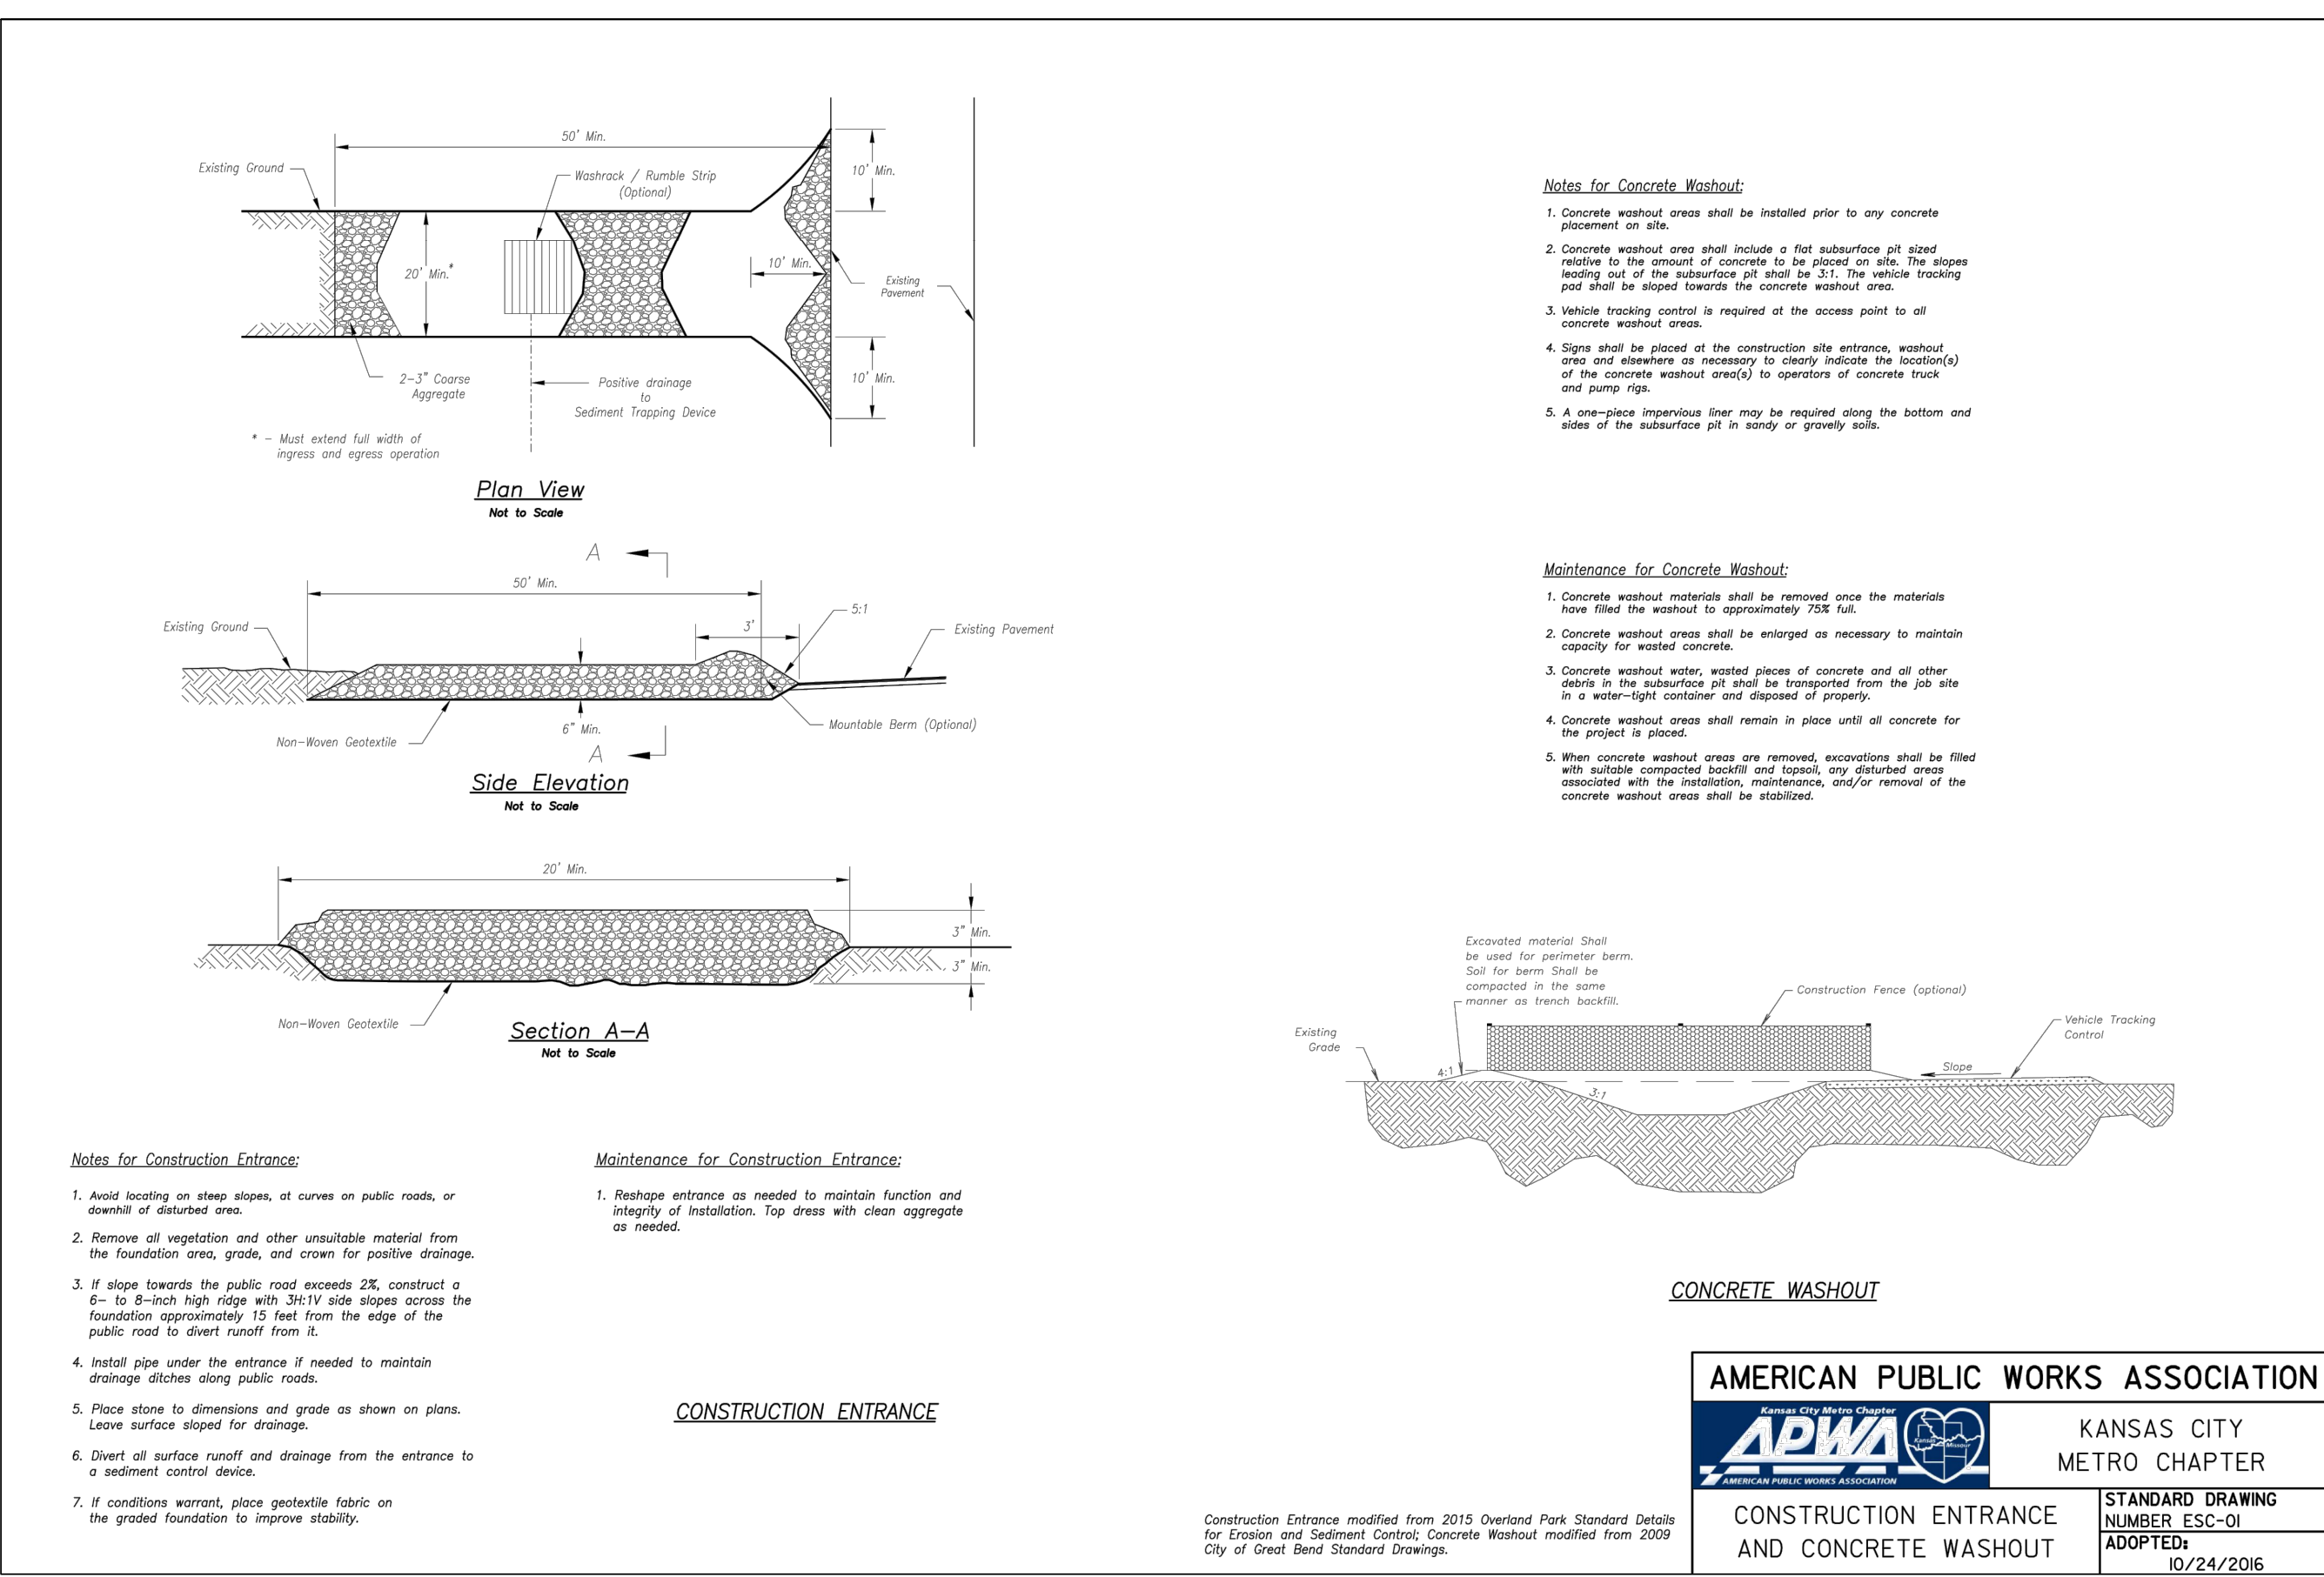 50' Min.
Existing Ground
Washrack / Rumble Strip
(Optional)
10' Min.
20' Min.*
10' Min.
Existing
Pavement
10' Min.
2-3" Coarse
Aggregate
Positive drainage
to
Sediment Trapping Device
* - Must extend full width of
ingress and egress operation
Plan View
Not to Scale
A
50' Min.
5:1
3'
Existing Ground
Existing Pavement
Mountable Berm (Optional)
6" Min.
Non-Woven Geotextile
A
Side Elevation
Not to Scale
20' Min.
3" Min.
3" Min.
Non-Woven Geotextile
Section A-A
Not to Scale
Notes for Construction Entrance:
1. Avoid locating on steep slopes, at curves on public roads, or
downhill of disturbed area.
2. Remove all vegetation and other unsuitable material from
the foundation area, grade, and crown for positive drainage.
3. If slope towards the public road exceeds 2%, construct a
6- to 8-inch high ridge with 3H:1V side slopes across the
foundation approximately 15 feet from the edge of the
public road to divert runoff from it.
4. Install pipe under the entrance if needed to maintain
drainage ditches along public roads.
5. Place stone to dimensions and grade as shown on plans.
Leave surface sloped for drainage.
6. Divert all surface runoff and drainage from the entrance to
a sediment control device.
7. If conditions warrant, place geotextile fabric on
the graded foundation to improve stability.
Maintenance for Construction Entrance:
1. Reshape entrance as needed to maintain function and
integrity of Installation. Top dress with clean aggregate
as needed.
CONSTRUCTION ENTRANCE
Notes for Concrete Washout:
1. Concrete washout areas shall be installed prior to any concrete
placement on site.
2. Concrete washout area shall include a flat subsurface pit sized
relative to the amount of concrete to be placed on site. The slopes
leading out of the subsurface pit shall be 3:1. The vehicle tracking
pad shall be sloped towards the concrete washout area.
3. Vehicle tracking control is required at the access point to all
concrete washout areas.
4. Signs shall be placed at the construction site entrance, washout
area and elsewhere as necessary to clearly indicate the location(s)
of the concrete washout area(s) to operators of concrete truck
and pump rigs.
5. A one-piece impervious liner may be required along the bottom and
sides of the subsurface pit in sandy or gravelly soils.
Maintenance for Concrete Washout:
1. Concrete washout materials shall be removed once the materials
have filled the washout to approximately 75% full.
2. Concrete washout areas shall be enlarged as necessary to maintain
capacity for wasted concrete.
3. Concrete washout water, wasted pieces of concrete and all other
debris in the subsurface pit shall be transported from the job site
in a water-tight container and disposed of properly.
4. Concrete washout areas shall remain in place until all concrete for
the project is placed.
5. When concrete washout areas are removed, excavations shall be filled
with suitable compacted backfill and topsoil, any disturbed areas
associated with the installation, maintenance, and/or removal of the
concrete washout areas shall be stabilized.
Excavated material Shall
be used for perimeter berm.
Soil for berm Shall be
compacted in the same
manner as trench backfill.
Construction Fence (optional)
Existing
Grade
Vehicle Tracking
Control
4:1
Slope
3:1
CONCRETE WASHOUT
Construction Entrance modified from 2015 Overland Park Standard Details
for Erosion and Sediment Control; Concrete Washout modified from 2009
City of Great Bend Standard Drawings.
AMERICAN PUBLIC WORKS ASSOCIATION
Kansas City Metro Chapter
APWA
Kansas
Missouri
AMERICAN PUBLIC WORKS ASSOCIATION
KANSAS CITY
METRO CHAPTER
CONSTRUCTION ENTRANCE
AND CONCRETE WASHOUT
STANDARD DRAWING
NUMBER ESC-01
ADOPTED:
10/24/2016